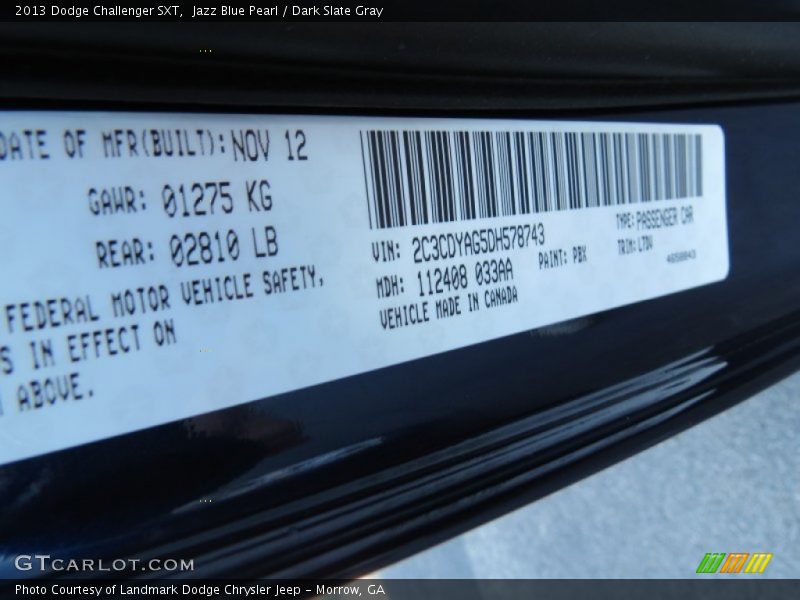 2013 Dodge Challenger SXT, Jazz Blue Pearl / Dark Slate Gray
DATE OF MFR(BUILT): NOV 12
GAWR: 01275 KG
REAR: 02810 LB
FEDERAL MOTOR VEHICLE SAFETY,
S IN EFFECT ON
ABOVE.
VIN: 2C3CDYAG5DH578743
TYPE: PASSENGER CAR
MDH: 112408 033AA
PAINT: PBX
TRIM: L7DV
VEHICLE MADE IN CANADA
GTCARLOT.COM
Photo Courtesy of Landmark Dodge Chrysler Jeep - Morrow, GA